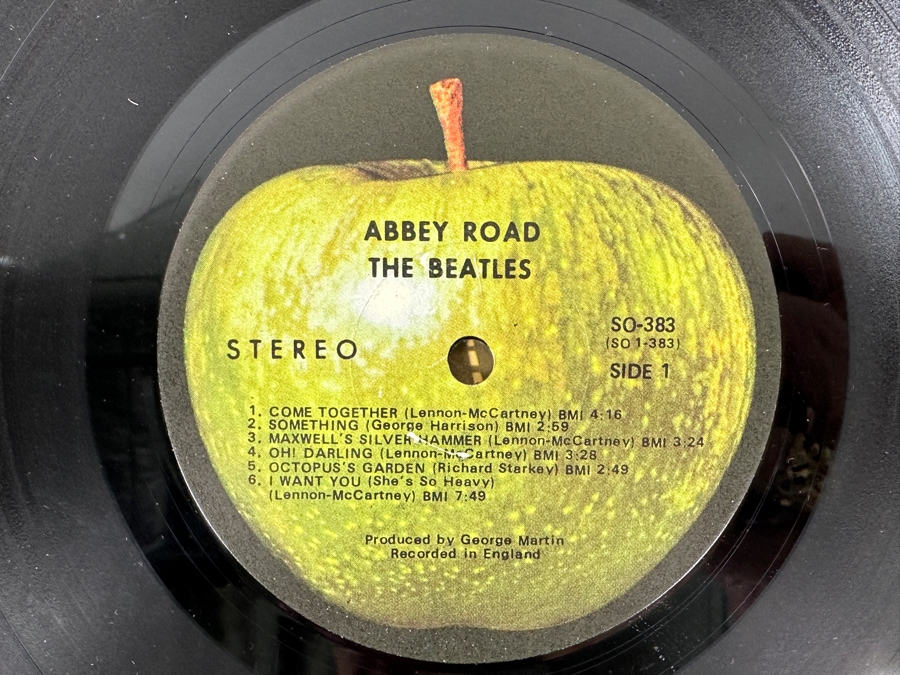 ABBEY ROAD
THE BEATLES
STEREO
SO-383
(SO 1-383)
SIDE 1
1. COME TOGETHER (Lennon-McCartney) BMI 4:16
2. SOMETHING (George Harrison) BMI 2:59
3. MAXWELL'S SILVER HAMMER (Lennon-McCartney) BMI 3:24
4. OH! DARLING (Lennon-McCartney) BMI 3:28
5. OCTOPUS'S GARDEN (Richard Starkey) BMI 2:49
6. I WANT YOU (She's So Heavy)
(Lennon-McCartney) BMI 7:49
Produced by George Martin
Recorded in England